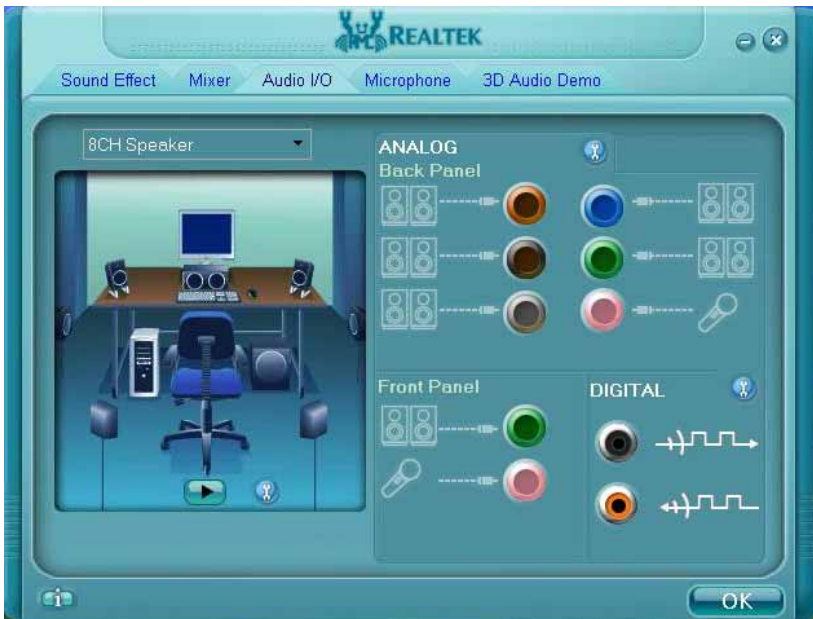 REALTEK
Sound Effect
Mixer
Audio I/O
Microphone
3D Audio Demo
8CH Speaker
ANALOG
Back Panel
Front Panel
DIGITAL
OK